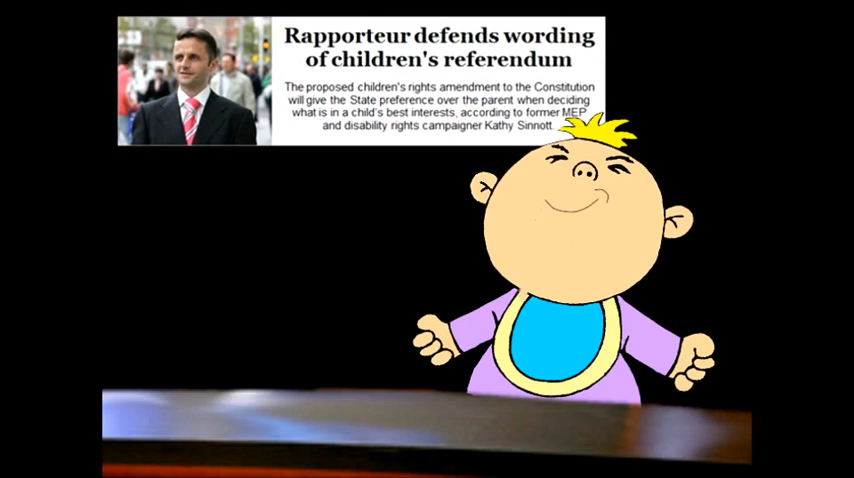 Rapporteur defends wording
of children's referendum
The proposed children's rights amendment to the Constitution
will give the State preference over the parent when deciding
what is in a child's best interests, according to former MEP
and disability rights campaigner Kathy Sinnott.